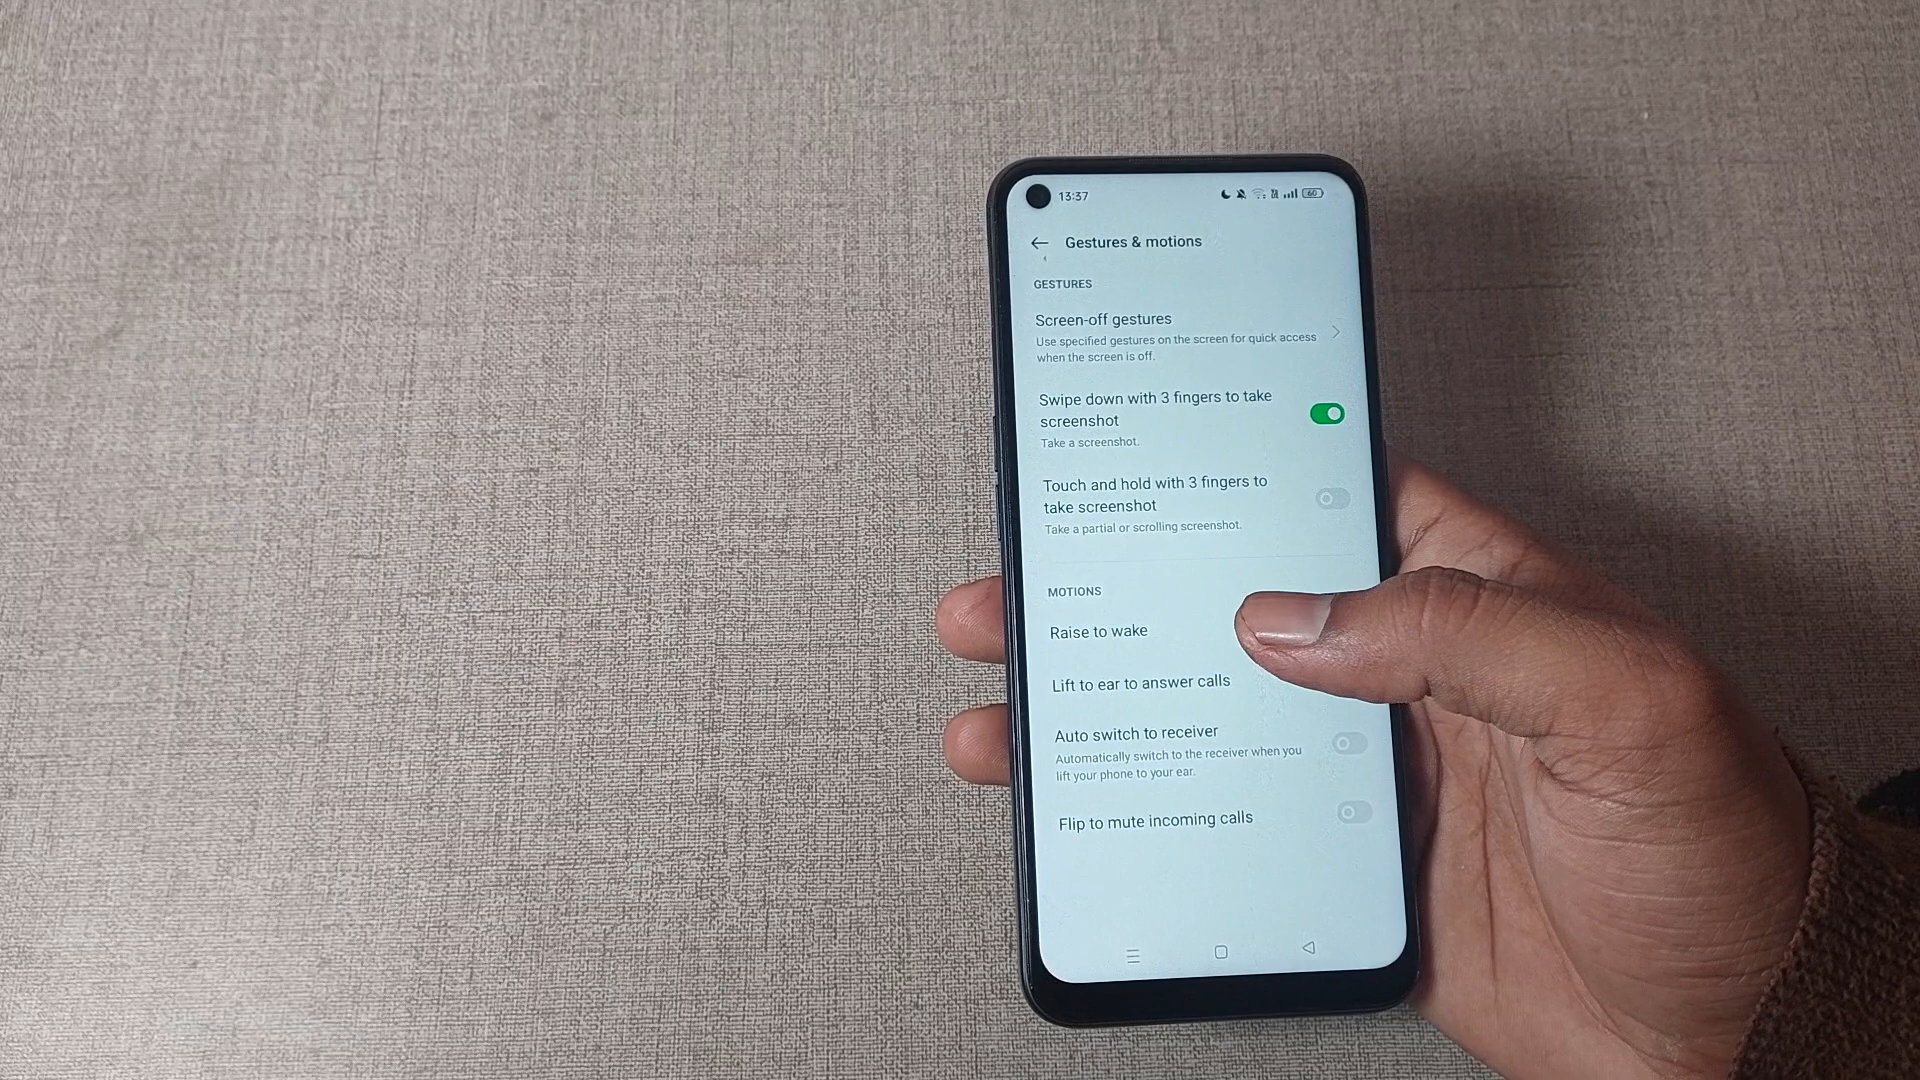 13:37
60
Gestures & motions
GESTURES
Screen-off gestures
Use specified gestures on the screen for quick access
when the screen is off.
Swipe down with 3 fingers to take
screenshot
Take a screenshot.
Touch and hold with 3 fingers to
take screenshot
Take a partial or scrolling screenshot.
MOTIONS
Raise to wake
Lift to ear to answer calls
Auto switch to receiver
Automatically switch to the receiver when you
lift your phone to your ear.
Flip to mute incoming calls